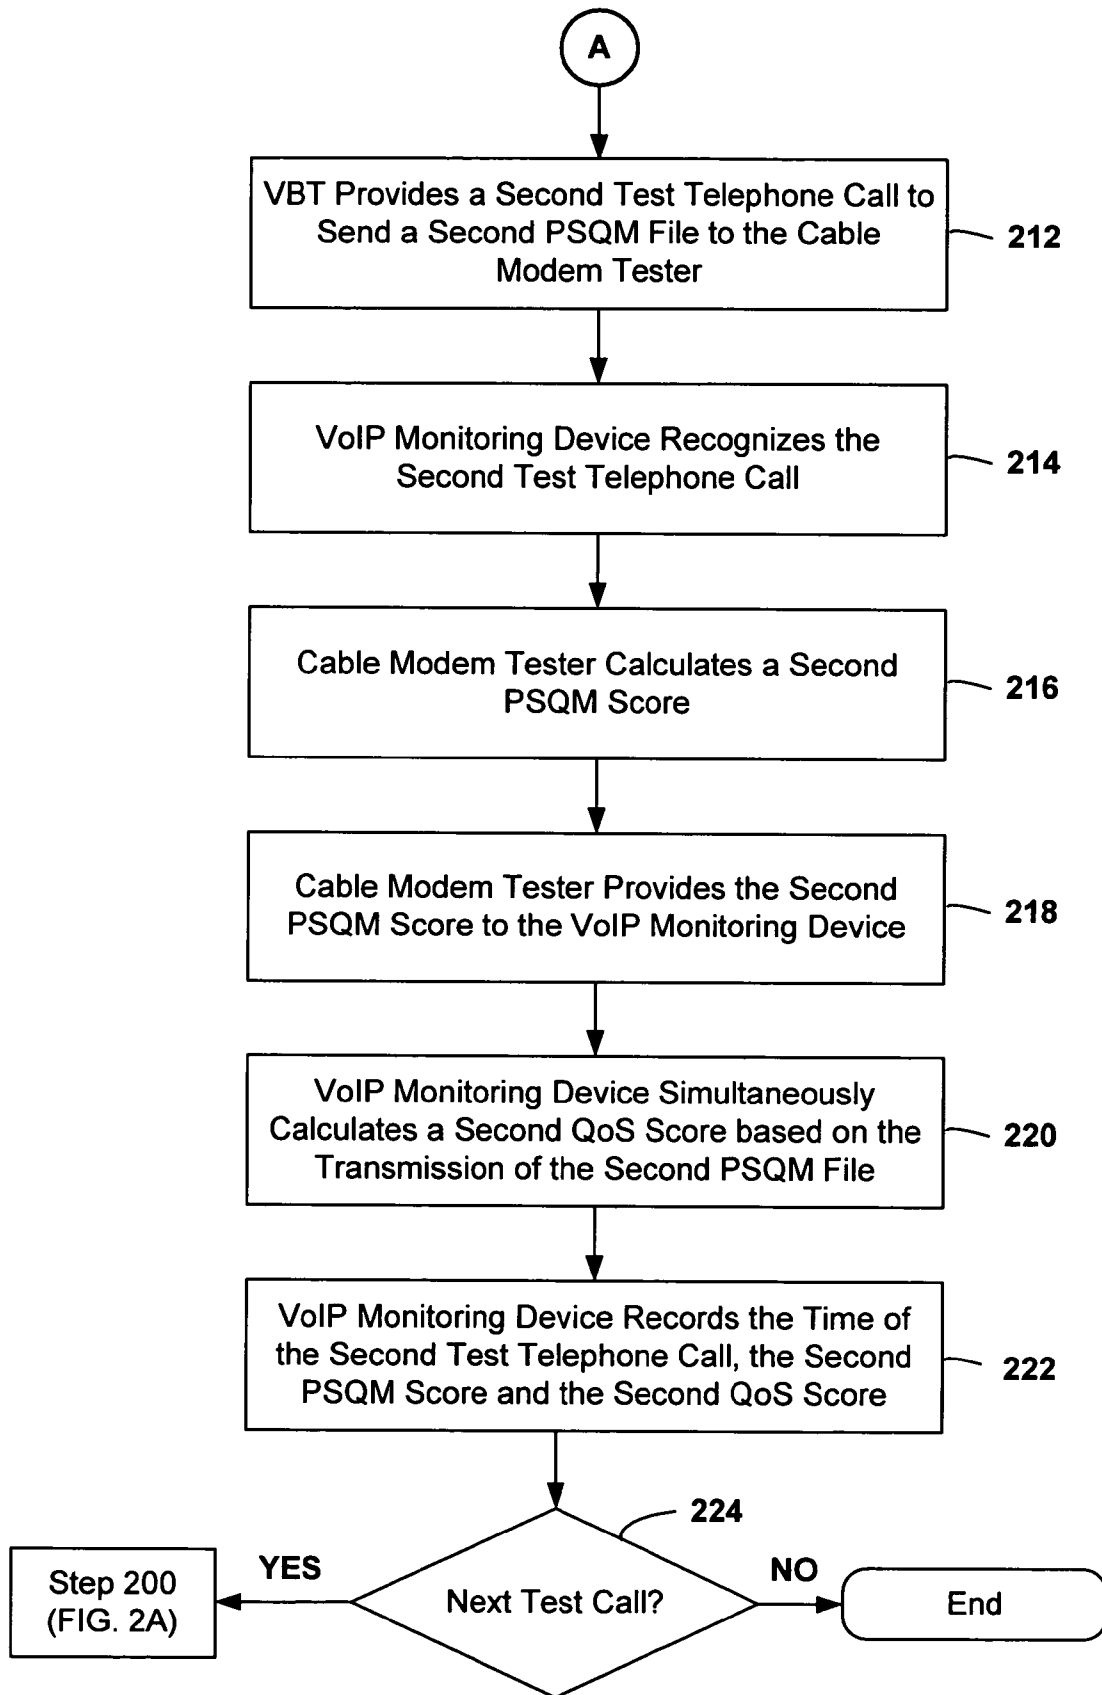 A
VBT Provides a Second Test Telephone Call to
Send a Second PSQM File to the Cable
Modem Tester
212
VoIP Monitoring Device Recognizes the
Second Test Telephone Call
214
Cable Modem Tester Calculates a Second
PSQM Score
216
Cable Modem Tester Provides the Second
PSQM Score to the VoIP Monitoring Device
218
VoIP Monitoring Device Simultaneously
Calculates a Second QoS Score based on the
Transmission of the Second PSQM File
220
VoIP Monitoring Device Records the Time of
the Second Test Telephone Call, the Second
PSQM Score and the Second QoS Score
222
224
Step 200
(FIG. 2A)
YES
Next Test Call?
NO
End